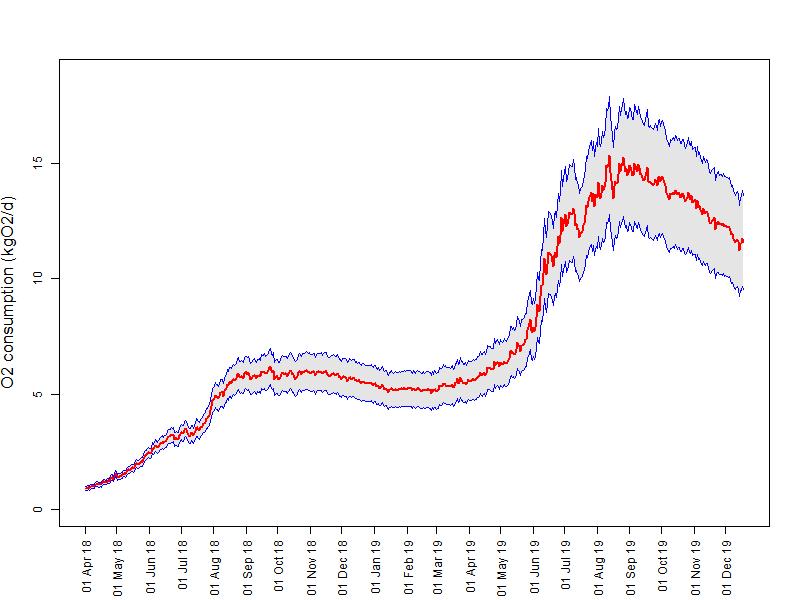 O2 consumption (kgO2/d)
15
10
5
0
01 Apr 18
01 May 18
01 Jun 18
01 Jul 18
01 Aug 18
01 Sep 18
01 Oct 18
01 Nov 18
01 Dec 18
01 Jan 19
01 Feb 19
01 Mar 19
01 Apr 19
01 May 19
01 Jun 19
01 Jul 19
01 Aug 19
01 Sep 19
01 Oct 19
01 Nov 19
01 Dec 19